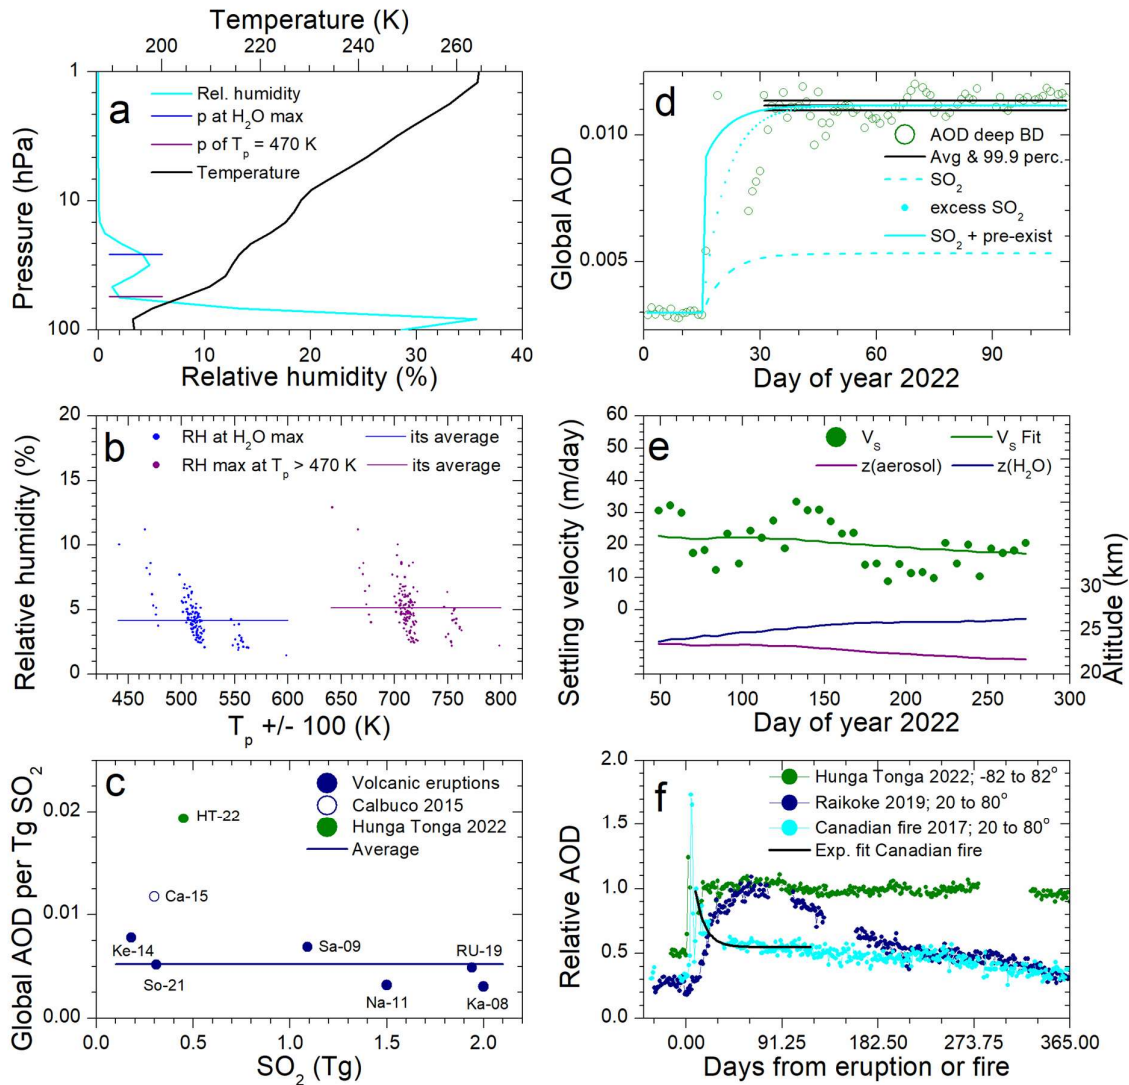 Temperature (K)
200 220 240 260
a
Rel. humidity
p at H2O max
p of Tp = 470 K
Temperature
Pressure (hPa)
1
10
100
0 10 20 30 40
Relative humidity (%)
d
AOD deep BD
Avg & 99.9 perc.
SO2
excess SO2
SO2 + pre-exist
Global AOD
0.010
0.005
0 30 60 90
Day of year 2022
b
RH at H2O max its average
RH max at Tp > 470 K its average
Relative humidity (%)
20
15
10
5
0
400 500 600 700 800
Tp +/- 100 (K)
e
VS VS Fit
z(aerosol) z(H2O)
Settling velocity (m/day)
60
50
40
30
20
10
0
Altitude (km)
30
25
20
50 100 150 200 250 300
Day of year 2022
c
Volcanic eruptions
Calbuco 2015
Hunga Tonga 2022
Average
HT-22
Ca-15
Ke-14
So-21
Sa-09
Na-11
RU-19
Ka-08
Global AOD per Tg SO2
0.02
0.01
0.00
0.0 0.5 1.0 1.5 2.0
SO2 (Tg)
f
Hunga Tonga 2022; -82 to 82°
Raikoke 2019; 20 to 80°
Canadian fire 2017; 20 to 80°
Exp. fit Canadian fire
Relative AOD
2.0
1.5
1.0
0.5
0.0
0.00 91.25 182.50 273.75 365.00
Days from eruption or fire